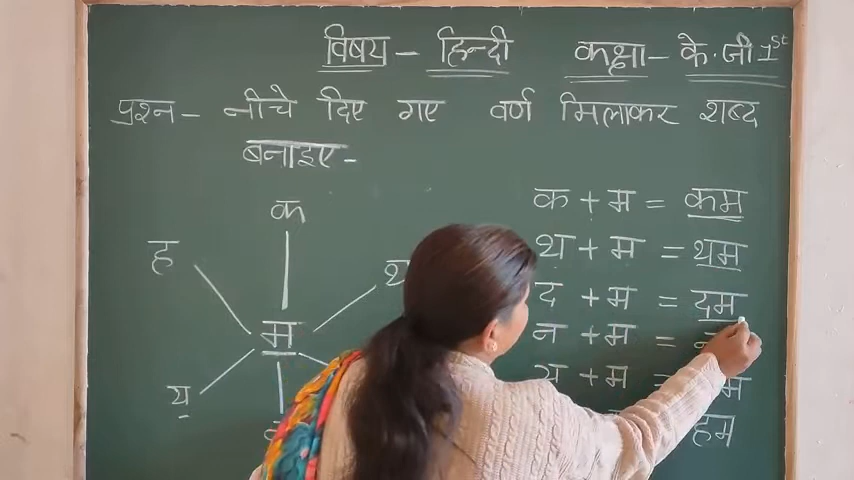 विषय – हिन्दी कक्षा – के.जी 1st
प्रश्न – नीचे दिए गए वर्ण मिलाकर शब्द
बनाइए –
क
ह
थ
म
य
क + म = कम
थ + म = थम
द + म = दम
न + म =
य + म = म
हम